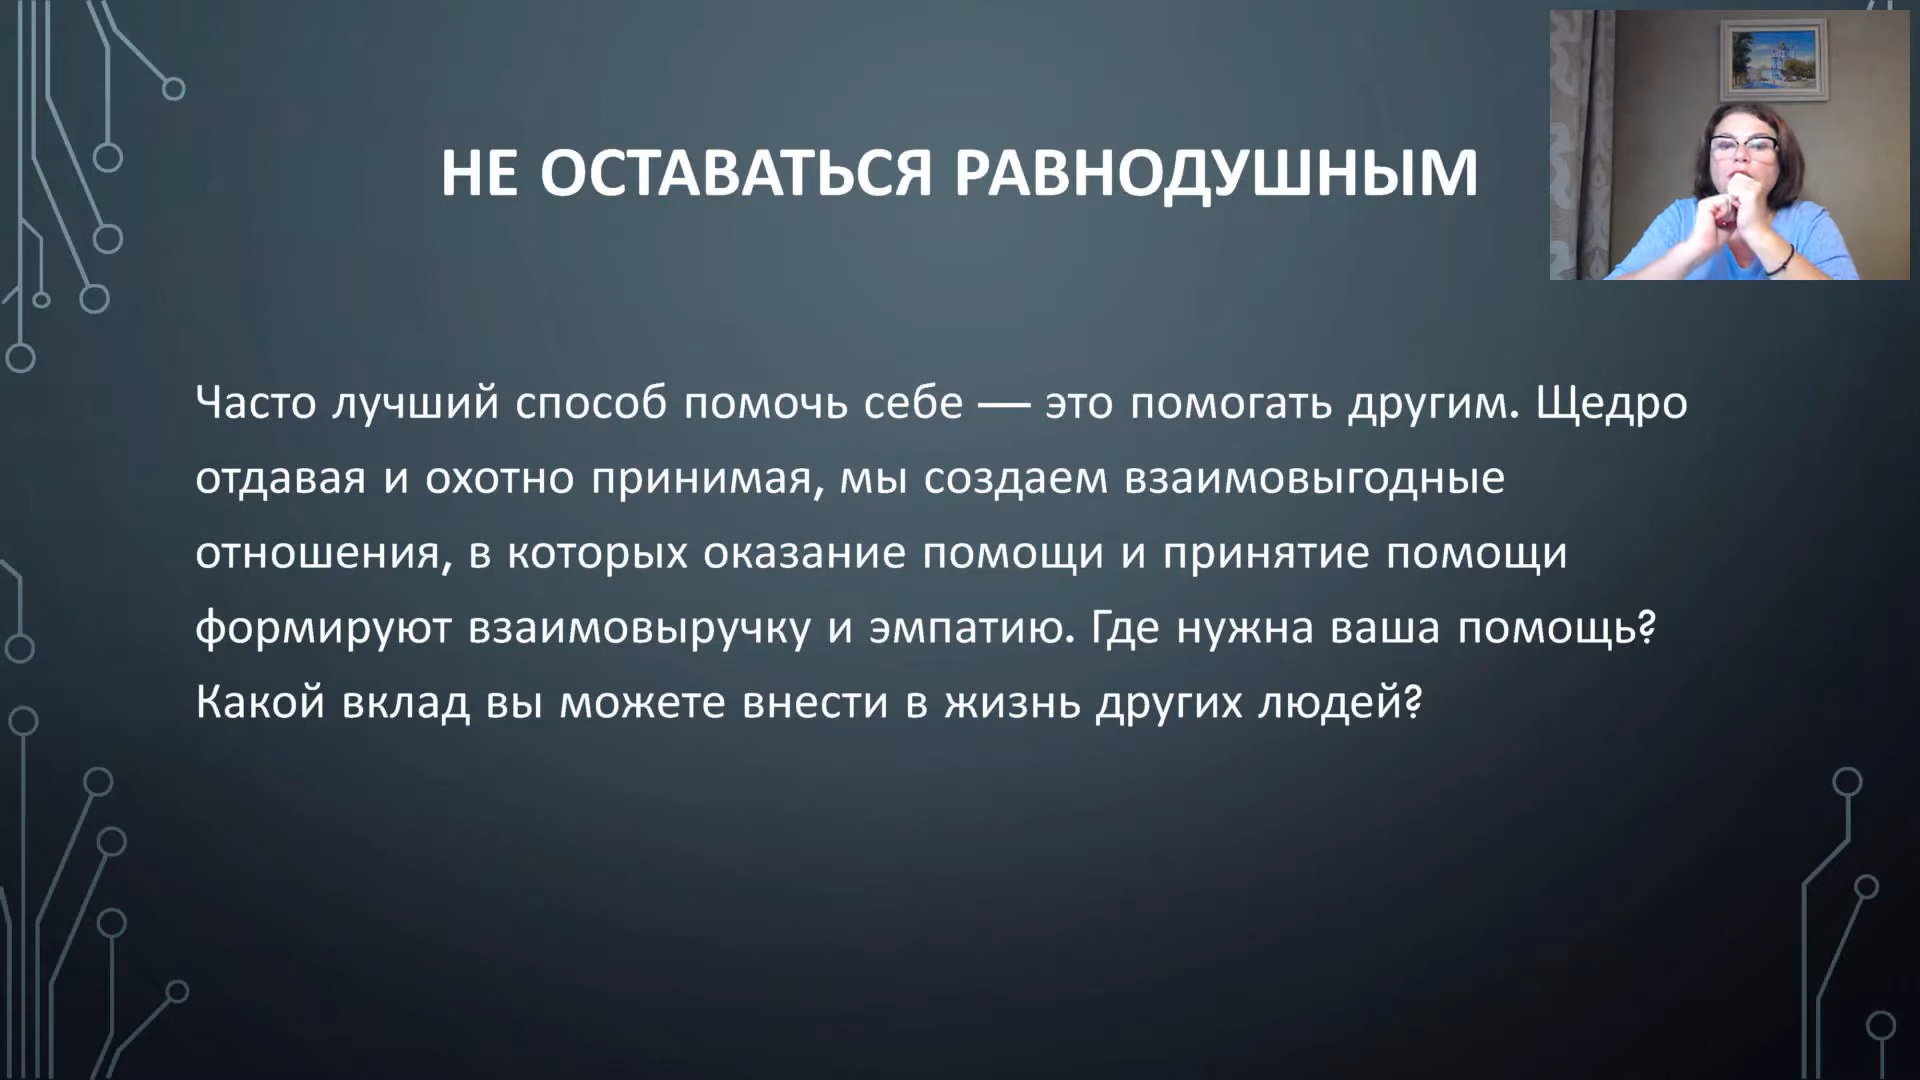 НЕ ОСТАВАТЬСЯ РАВНОДУШНЫМ
Часто лучший способ помочь себе — это помогать другим. Щедро
отдавая и охотно принимая, мы создаем взаимовыгодные
отношения, в которых оказание помощи и принятие помощи
формируют взаимовыручку и эмпатию. Где нужна ваша помощь?
Какой вклад вы можете внести в жизнь других людей?